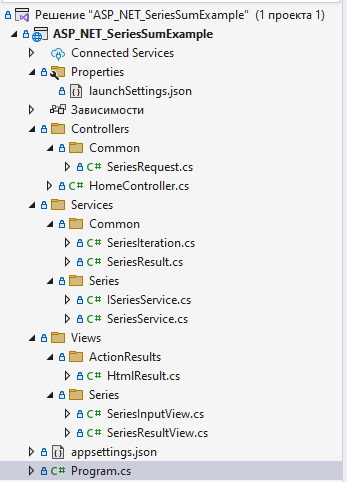 Решение "ASP_NET_SeriesSumExample" (1 проекта)
ASP_NET_SeriesSumExample
Connected Services
Properties
launchSettings.json
Зависимости
Controllers
Common
C# SeriesRequest.cs
C# HomeController.cs
Services
Common
C# SeriesIteration.cs
C# SeriesResult.cs
Series
C# ISeriesService.cs
C# SeriesService.cs
Views
ActionResults
C# HtmlResult.cs
Series
C# SeriesInputView.cs
C# SeriesResultView.cs
appsettings.json
C# Program.cs